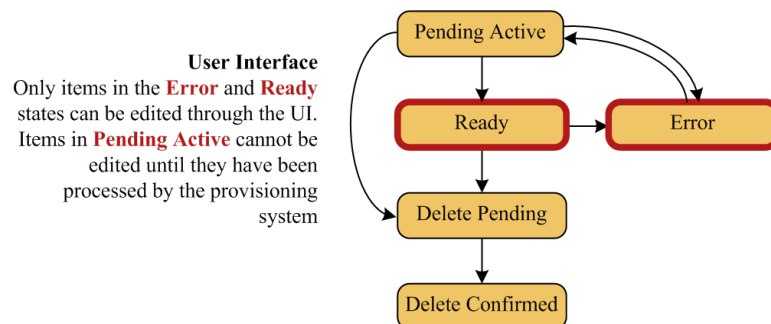 User Interface
Only items in the Error and Ready
states can be edited through the UI.
Items in Pending Active cannot be
edited until they have been
processed by the provisioning
system
Pending Active
Ready
Error
Delete Pending
Delete Confirmed